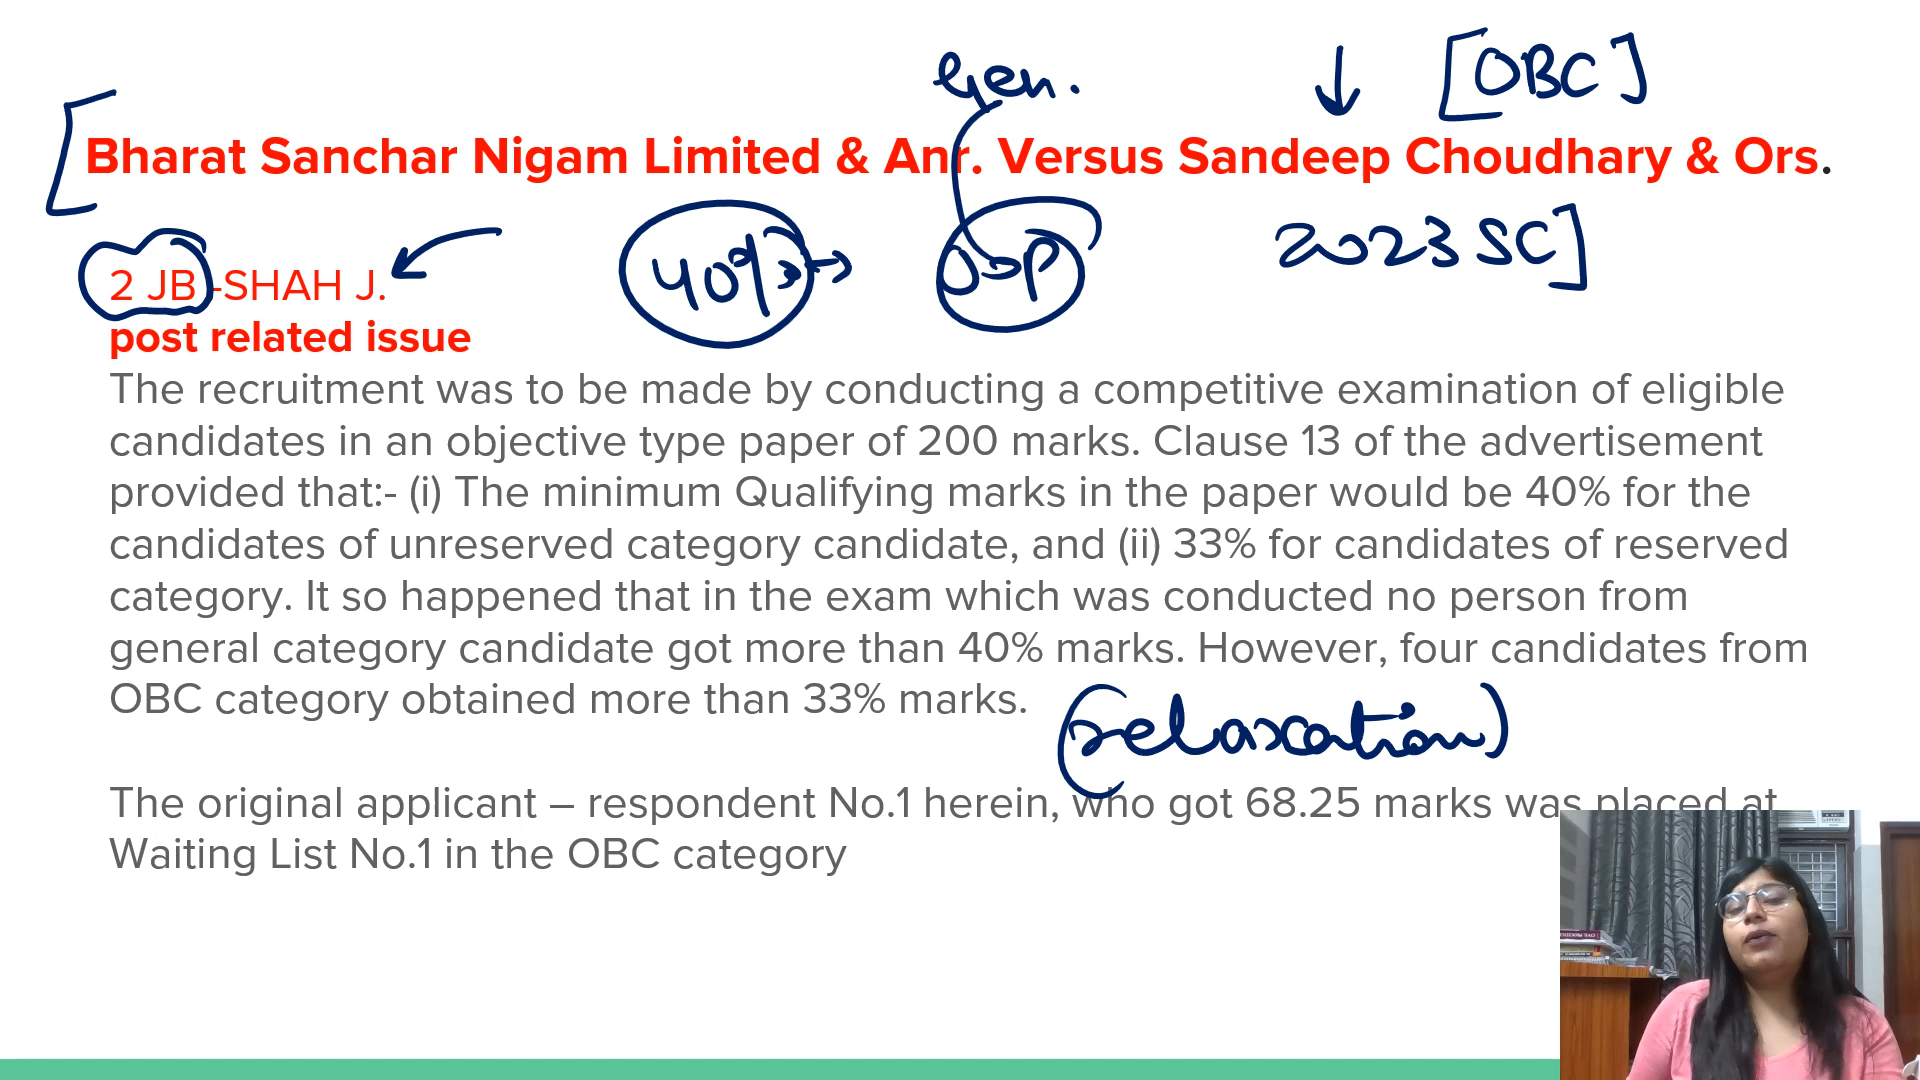 Gen. [OBC]
Bharat Sanchar Nigam Limited & Anr. Versus Sandeep Choudhary & Ors.
2 JB -SHAH J. 40% 2023 SC]
post related issue
The recruitment was to be made by conducting a competitive examination of eligible
candidates in an objective type paper of 200 marks. Clause 13 of the advertisement
provided that:- (i) The minimum Qualifying marks in the paper would be 40% for the
candidates of unreserved category candidate, and (ii) 33% for candidates of reserved
category. It so happened that in the exam which was conducted no person from
general category candidate got more than 40% marks. However, four candidates from
OBC category obtained more than 33% marks.
(relaxation)
The original applicant – respondent No.1 herein, who got 68.25 marks was placed at
Waiting List No.1 in the OBC category